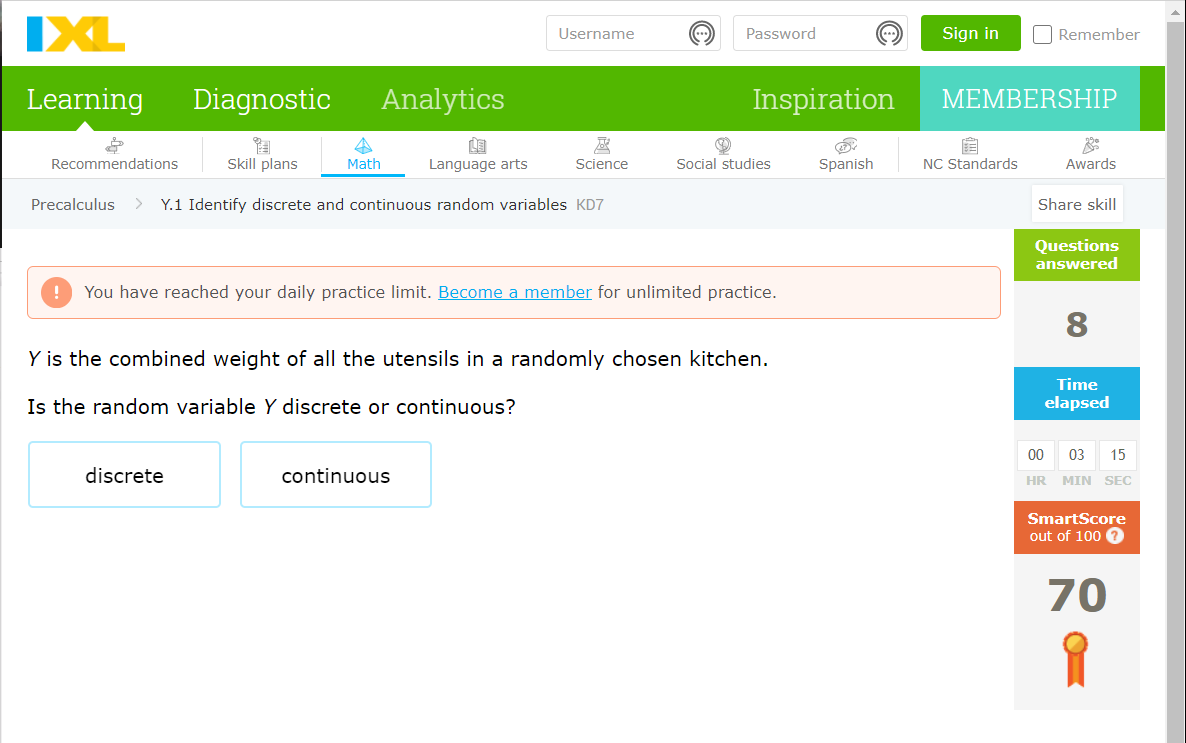 IXL
Username
Password
Sign in
Remember
Learning
Diagnostic
Analytics
Inspiration
MEMBERSHIP
Recommendations
Skill plans
Math
Language arts
Science
Social studies
Spanish
NC Standards
Awards
Precalculus > Y.1 Identify discrete and continuous random variables KD7
Share skill
! You have reached your daily practice limit. Become a member for unlimited practice.
Y is the combined weight of all the utensils in a randomly chosen kitchen.
Is the random variable Y discrete or continuous?
discrete
continuous
Questions
answered
8
Time
elapsed
00 03 15
HR MIN SEC
SmartScore
out of 100 ?
70